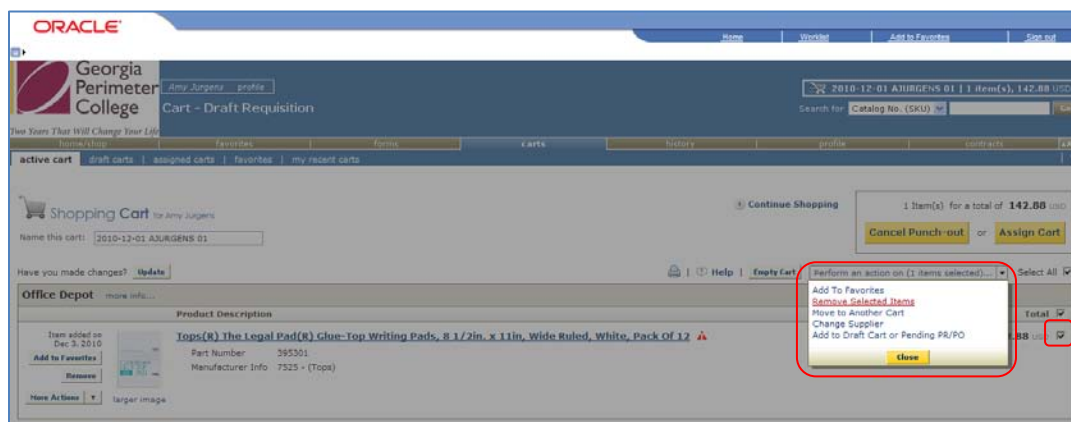 ORACLE
Home | Worklist | Add to Favorites | Sign out
Georgia Perimeter College
Two Years That Will Change Your Life
Amy Jurgens profile
Cart - Draft Requisition
2010-12-01 AJURGENS 01 | 1 item(s), 142.88 USD
Search for Catalog No. (SKU)
home/shop | favorites | forms | carts | history | profile | contracts
active cart | draft carts | assigned carts | favorites | my recent carts
Shopping Cart for Amy Jurgens
Continue Shopping
1 Item(s) for a total of 142.88 USD
Cancel Punch-out or Assign Cart
Name this cart: 2010-12-01 AJURGENS 01
Have you made changes? Update
Help | Empty Cart | Perform an action on (1 items selected)... Select All
Add To Favorites
Remove Selected Items
Move to Another Cart
Change Supplier
Add to Draft Cart or Pending PR/PO
Close
Office Depot more info...
Product Description
Total
Item added on Dec 3, 2010
Add to Favorites
Remove
More Actions
larger image
Tops(R) The Legal Pad(R) Glue-Top Writing Pads, 8 1/2in. x 11in, Wide Ruled, White, Pack Of 12
.88 USD
Part Number 395301
Manufacturer Info 7525 - (Tops)